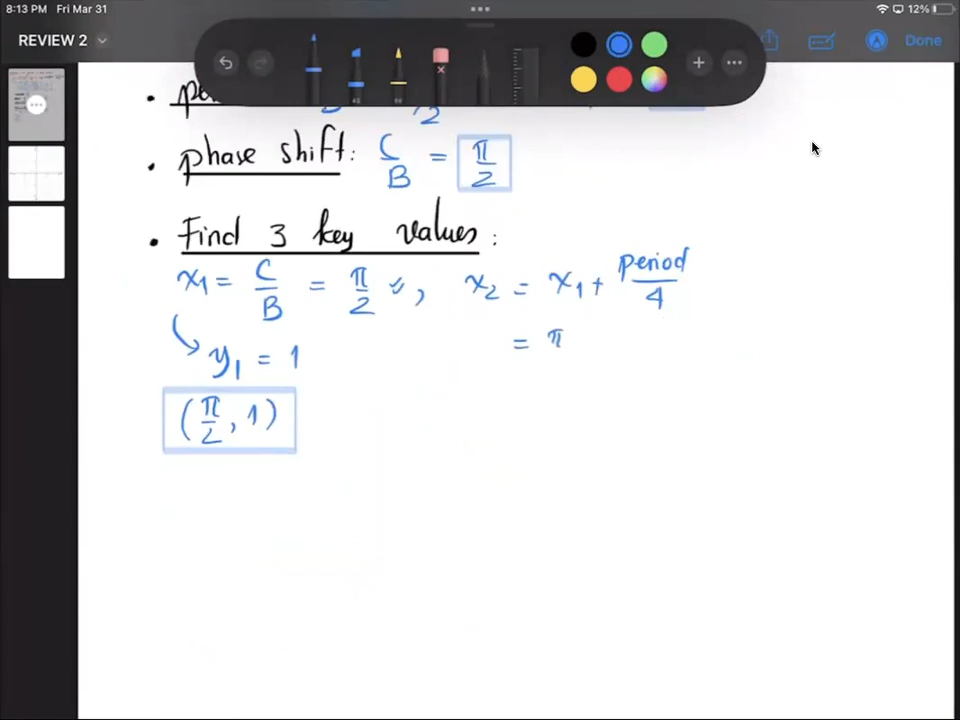 8:13 PM Fri Mar 31
12%
REVIEW 2
Done
• phase shift: C/B = π/2
• Find 3 key values:
x₁ = C/B = π/2 , x₂ = x₁ + period/4
= π
y₁ = 1
(π/2, 1)